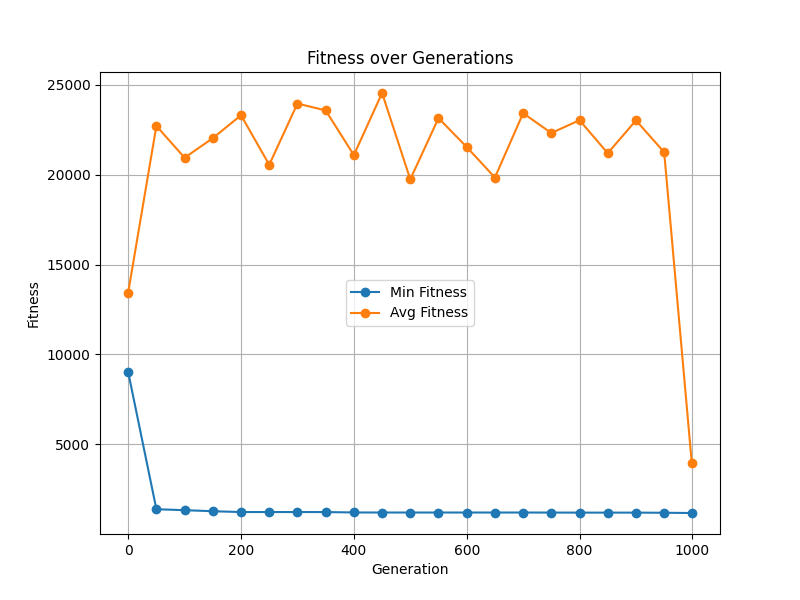 Fitness over Generations
25000
20000
15000
10000
5000
Fitness
Min Fitness
Avg Fitness
0 200 400 600 800 1000
Generation